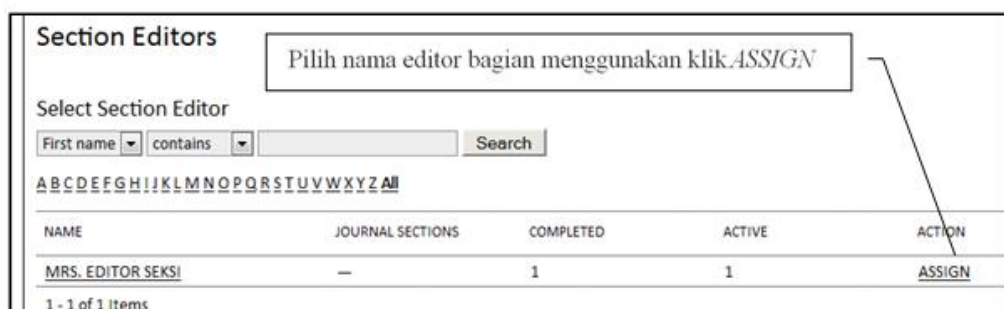 Section Editors
Pilih nama editor bagian menggunakan klik ASSIGN
Select Section Editor
First name contains Search
A B C D E F G H I J K L M N O P Q R S T U V W X Y Z All
NAME JOURNAL SECTIONS COMPLETED ACTIVE ACTION
MRS. EDITOR SEKSI — 1 1 ASSIGN
1 - 1 of 1 Items